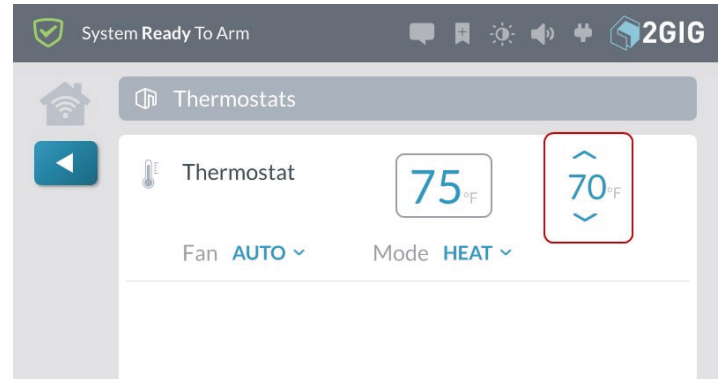 System Ready To Arm
2GIG
Thermostats
Thermostat
75°F
70°F
Fan AUTO
Mode HEAT